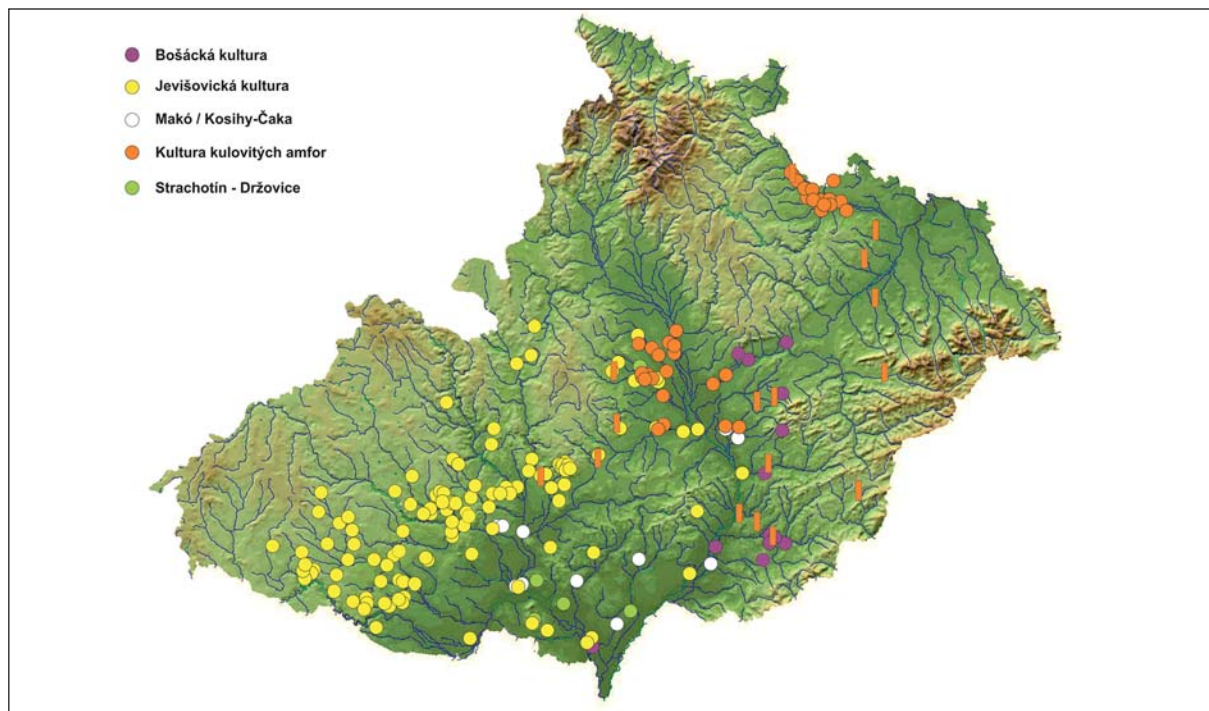 Bošácká kultura
Jevišovická kultura
Makó / Kosihy-Čaka
Kultura kulovitých amfor
Strachotín - Držovice